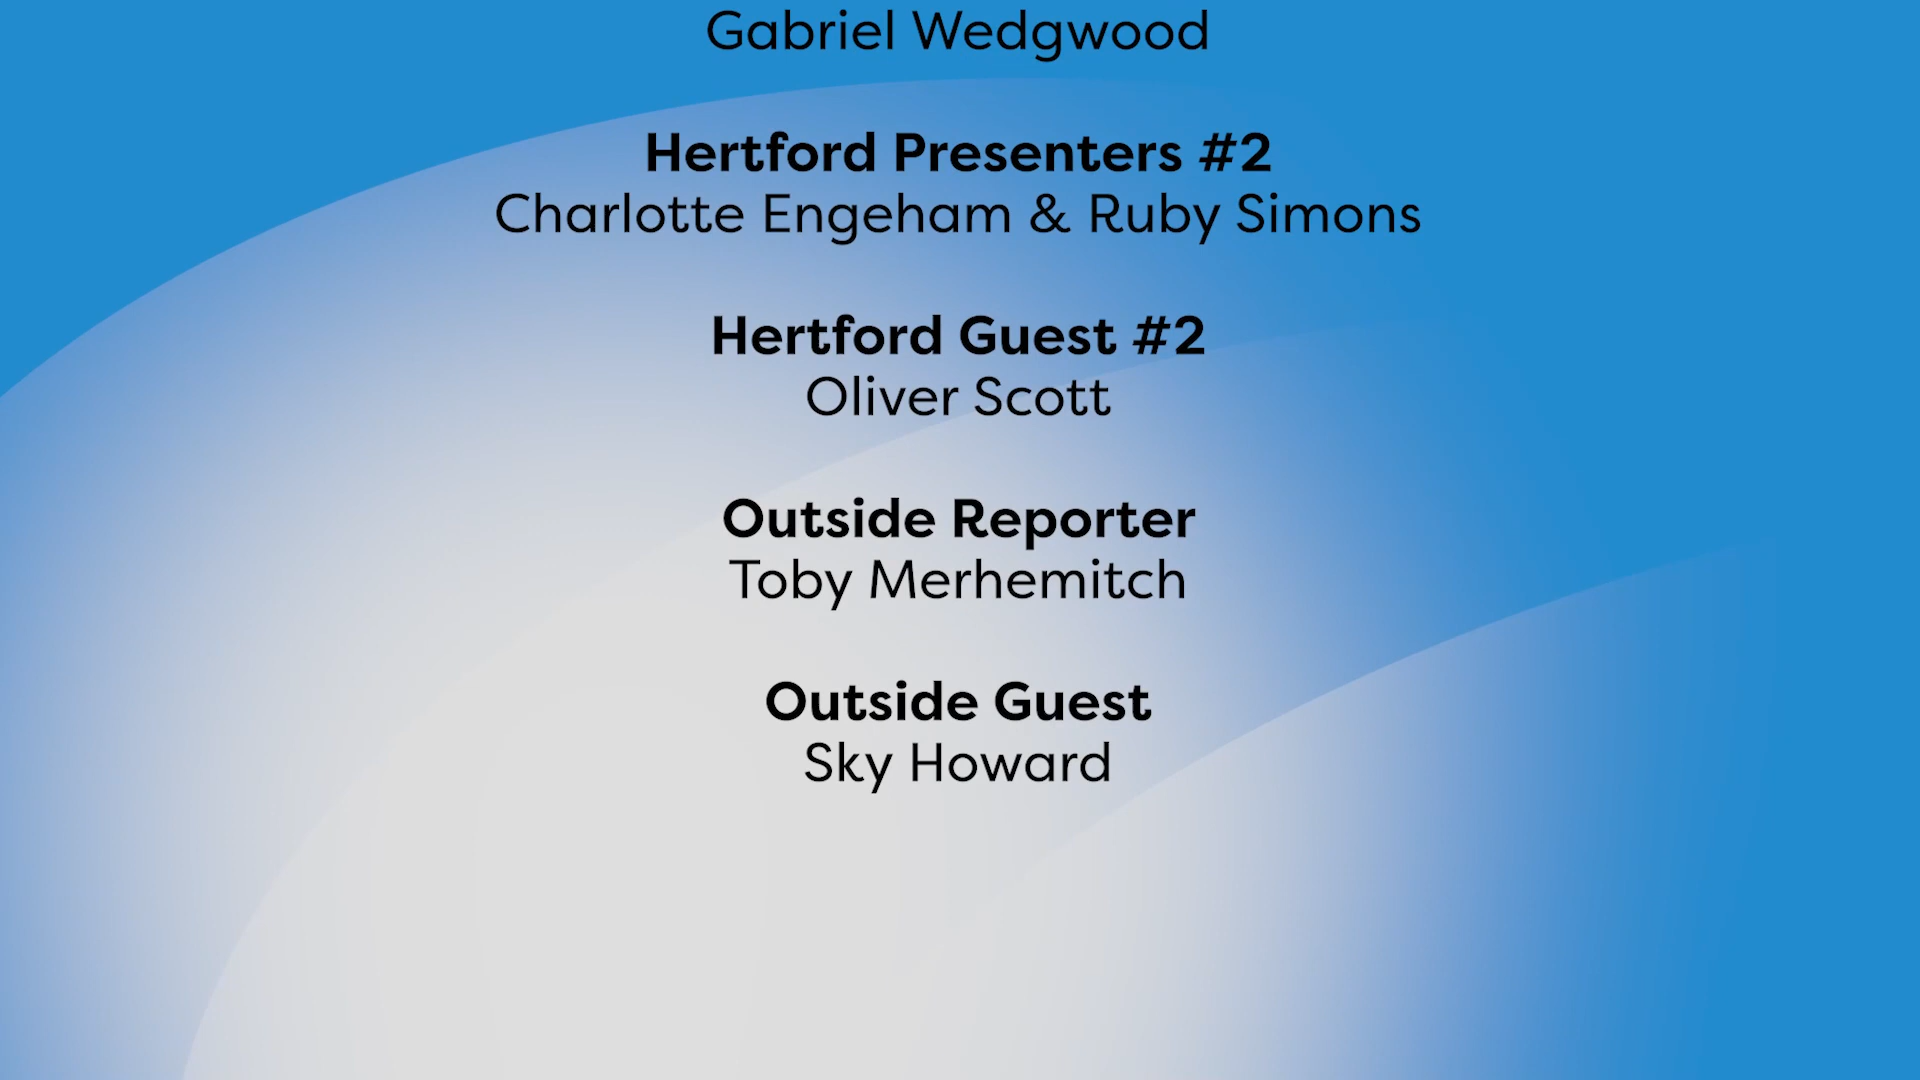 Gabriel Wedgwood
Hertford Presenters #2
Charlotte Engeham & Ruby Simons
Hertford Guest #2
Oliver Scott
Outside Reporter
Toby Merhemitch
Outside Guest
Sky Howard